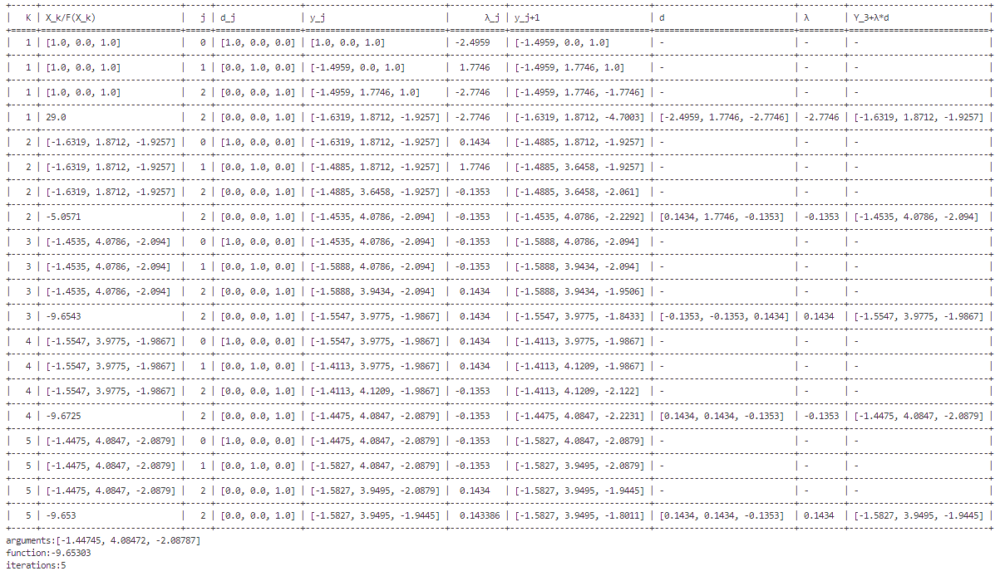 |   K | X_k/F(X_k)                 |   j | d_j             | y_j                        |       λ_j | y_j+1                      | d                          | λ       | Y_3+λ*d                    |
|   1 | [1.0, 0.0, 1.0]            |   0 | [1.0, 0.0, 0.0] | [1.0, 0.0, 1.0]            | -2.4959   | [-1.4959, 0.0, 1.0]        | -                          | -       | -                          |
|   1 | [1.0, 0.0, 1.0]            |   1 | [0.0, 1.0, 0.0] | [-1.4959, 0.0, 1.0]        |  1.7746   | [-1.4959, 1.7746, 1.0]     | -                          | -       | -                          |
|   1 | [1.0, 0.0, 1.0]            |   2 | [0.0, 0.0, 1.0] | [-1.4959, 1.7746, 1.0]     | -2.7746   | [-1.4959, 1.7746, -1.7746] | -                          | -       | -                          |
|   1 | 29.0                       |   2 | [0.0, 0.0, 1.0] | [-1.6319, 1.8712, -1.9257] | -2.7746   | [-1.6319, 1.8712, -4.7003] | [-2.4959, 1.7746, -2.7746] | -2.7746 | [-1.6319, 1.8712, -1.9257] |
|   2 | [-1.6319, 1.8712, -1.9257] |   0 | [1.0, 0.0, 0.0] | [-1.6319, 1.8712, -1.9257] |  0.1434   | [-1.4885, 1.8712, -1.9257] | -                          | -       | -                          |
|   2 | [-1.6319, 1.8712, -1.9257] |   1 | [0.0, 1.0, 0.0] | [-1.4885, 1.8712, -1.9257] |  1.7746   | [-1.4885, 3.6458, -1.9257] | -                          | -       | -                          |
|   2 | [-1.6319, 1.8712, -1.9257] |   2 | [0.0, 0.0, 1.0] | [-1.4885, 3.6458, -1.9257] | -0.1353   | [-1.4885, 3.6458, -2.061]  | -                          | -       | -                          |
|   2 | -5.0571                    |   2 | [0.0, 0.0, 1.0] | [-1.4535, 4.0786, -2.094]  | -0.1353   | [-1.4535, 4.0786, -2.2292] | [0.1434, 1.7746, -0.1353]  | -0.1353 | [-1.4535, 4.0786, -2.094]  |
|   3 | [-1.4535, 4.0786, -2.094]  |   0 | [1.0, 0.0, 0.0] | [-1.4535, 4.0786, -2.094]  | -0.1353   | [-1.5888, 4.0786, -2.094]  | -                          | -       | -                          |
|   3 | [-1.4535, 4.0786, -2.094]  |   1 | [0.0, 1.0, 0.0] | [-1.5888, 4.0786, -2.094]  | -0.1353   | [-1.5888, 3.9434, -2.094]  | -                          | -       | -                          |
|   3 | [-1.4535, 4.0786, -2.094]  |   2 | [0.0, 0.0, 1.0] | [-1.5888, 3.9434, -2.094]  |  0.1434   | [-1.5888, 3.9434, -1.9506] | -                          | -       | -                          |
|   3 | -9.6543                    |   2 | [0.0, 0.0, 1.0] | [-1.5547, 3.9775, -1.9867] |  0.1434   | [-1.5547, 3.9775, -1.8433] | [-0.1353, -0.1353, 0.1434] | 0.1434  | [-1.5547, 3.9775, -1.9867] |
|   4 | [-1.5547, 3.9775, -1.9867] |   0 | [1.0, 0.0, 0.0] | [-1.5547, 3.9775, -1.9867] |  0.1434   | [-1.4113, 3.9775, -1.9867] | -                          | -       | -                          |
|   4 | [-1.5547, 3.9775, -1.9867] |   1 | [0.0, 1.0, 0.0] | [-1.4113, 3.9775, -1.9867] |  0.1434   | [-1.4113, 4.1209, -1.9867] | -                          | -       | -                          |
|   4 | [-1.5547, 3.9775, -1.9867] |   2 | [0.0, 0.0, 1.0] | [-1.4113, 4.1209, -1.9867] | -0.1353   | [-1.4113, 4.1209, -2.122]  | -                          | -       | -                          |
|   4 | -9.6725                    |   2 | [0.0, 0.0, 1.0] | [-1.4475, 4.0847, -2.0879] | -0.1353   | [-1.4475, 4.0847, -2.2231] | [0.1434, 0.1434, -0.1353]  | -0.1353 | [-1.4475, 4.0847, -2.0879] |
|   5 | [-1.4475, 4.0847, -2.0879] |   0 | [1.0, 0.0, 0.0] | [-1.4475, 4.0847, -2.0879] | -0.1353   | [-1.5827, 4.0847, -2.0879] | -                          | -       | -                          |
|   5 | [-1.4475, 4.0847, -2.0879] |   1 | [0.0, 1.0, 0.0] | [-1.5827, 4.0847, -2.0879] | -0.1353   | [-1.5827, 3.9495, -2.0879] | -                          | -       | -                          |
|   5 | [-1.4475, 4.0847, -2.0879] |   2 | [0.0, 0.0, 1.0] | [-1.5827, 3.9495, -2.0879] |  0.1434   | [-1.5827, 3.9495, -1.9445] | -                          | -       | -                          |
|   5 | -9.653                     |   2 | [0.0, 0.0, 1.0] | [-1.5827, 3.9495, -1.9445] |  0.143386 | [-1.5827, 3.9495, -1.8011] | [0.1434, 0.1434, -0.1353]  | 0.1434  | [-1.5827, 3.9495, -1.9445] |
arguments:[-1.44745, 4.08472, -2.08787]
function:-9.65303
iterations:5